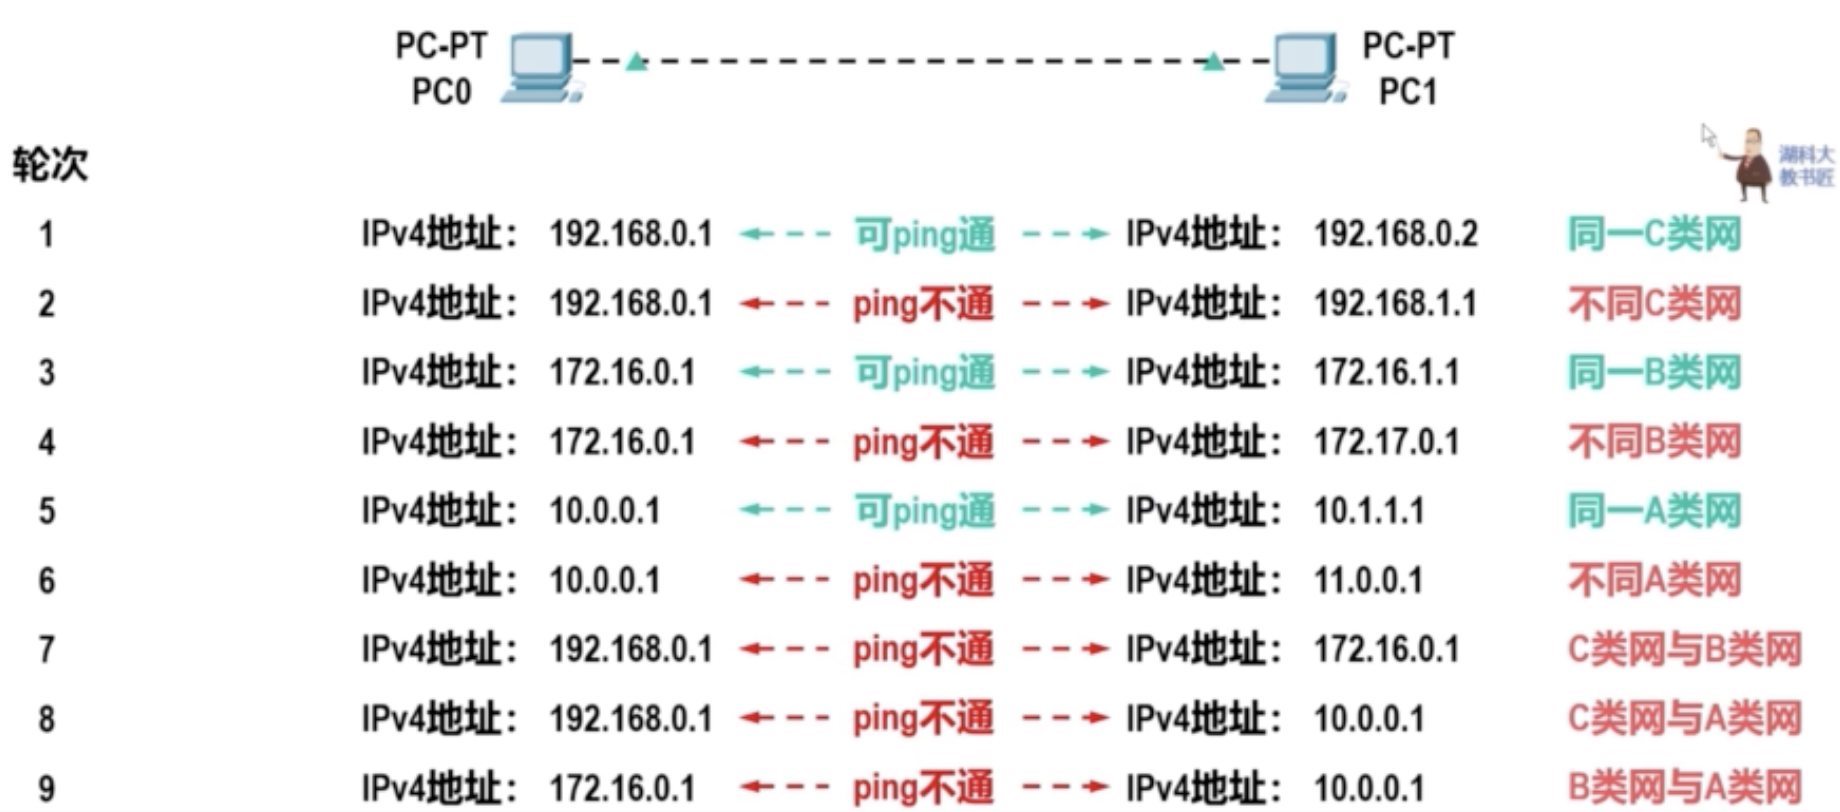 PC-PT
PC0
PC-PT
PC1
轮次
湖科大
教书匠
1 IPv4地址： 192.168.0.1 可ping通 IPv4地址： 192.168.0.2 同一C类网
2 IPv4地址： 192.168.0.1 ping不通 IPv4地址： 192.168.1.1 不同C类网
3 IPv4地址： 172.16.0.1 可ping通 IPv4地址： 172.16.1.1 同一B类网
4 IPv4地址： 172.16.0.1 ping不通 IPv4地址： 172.17.0.1 不同B类网
5 IPv4地址： 10.0.0.1 可ping通 IPv4地址： 10.1.1.1 同一A类网
6 IPv4地址： 10.0.0.1 ping不通 IPv4地址： 11.0.0.1 不同A类网
7 IPv4地址： 192.168.0.1 ping不通 IPv4地址： 172.16.0.1 C类网与B类网
8 IPv4地址： 192.168.0.1 ping不通 IPv4地址： 10.0.0.1 C类网与A类网
9 IPv4地址： 172.16.0.1 ping不通 IPv4地址： 10.0.0.1 B类网与A类网